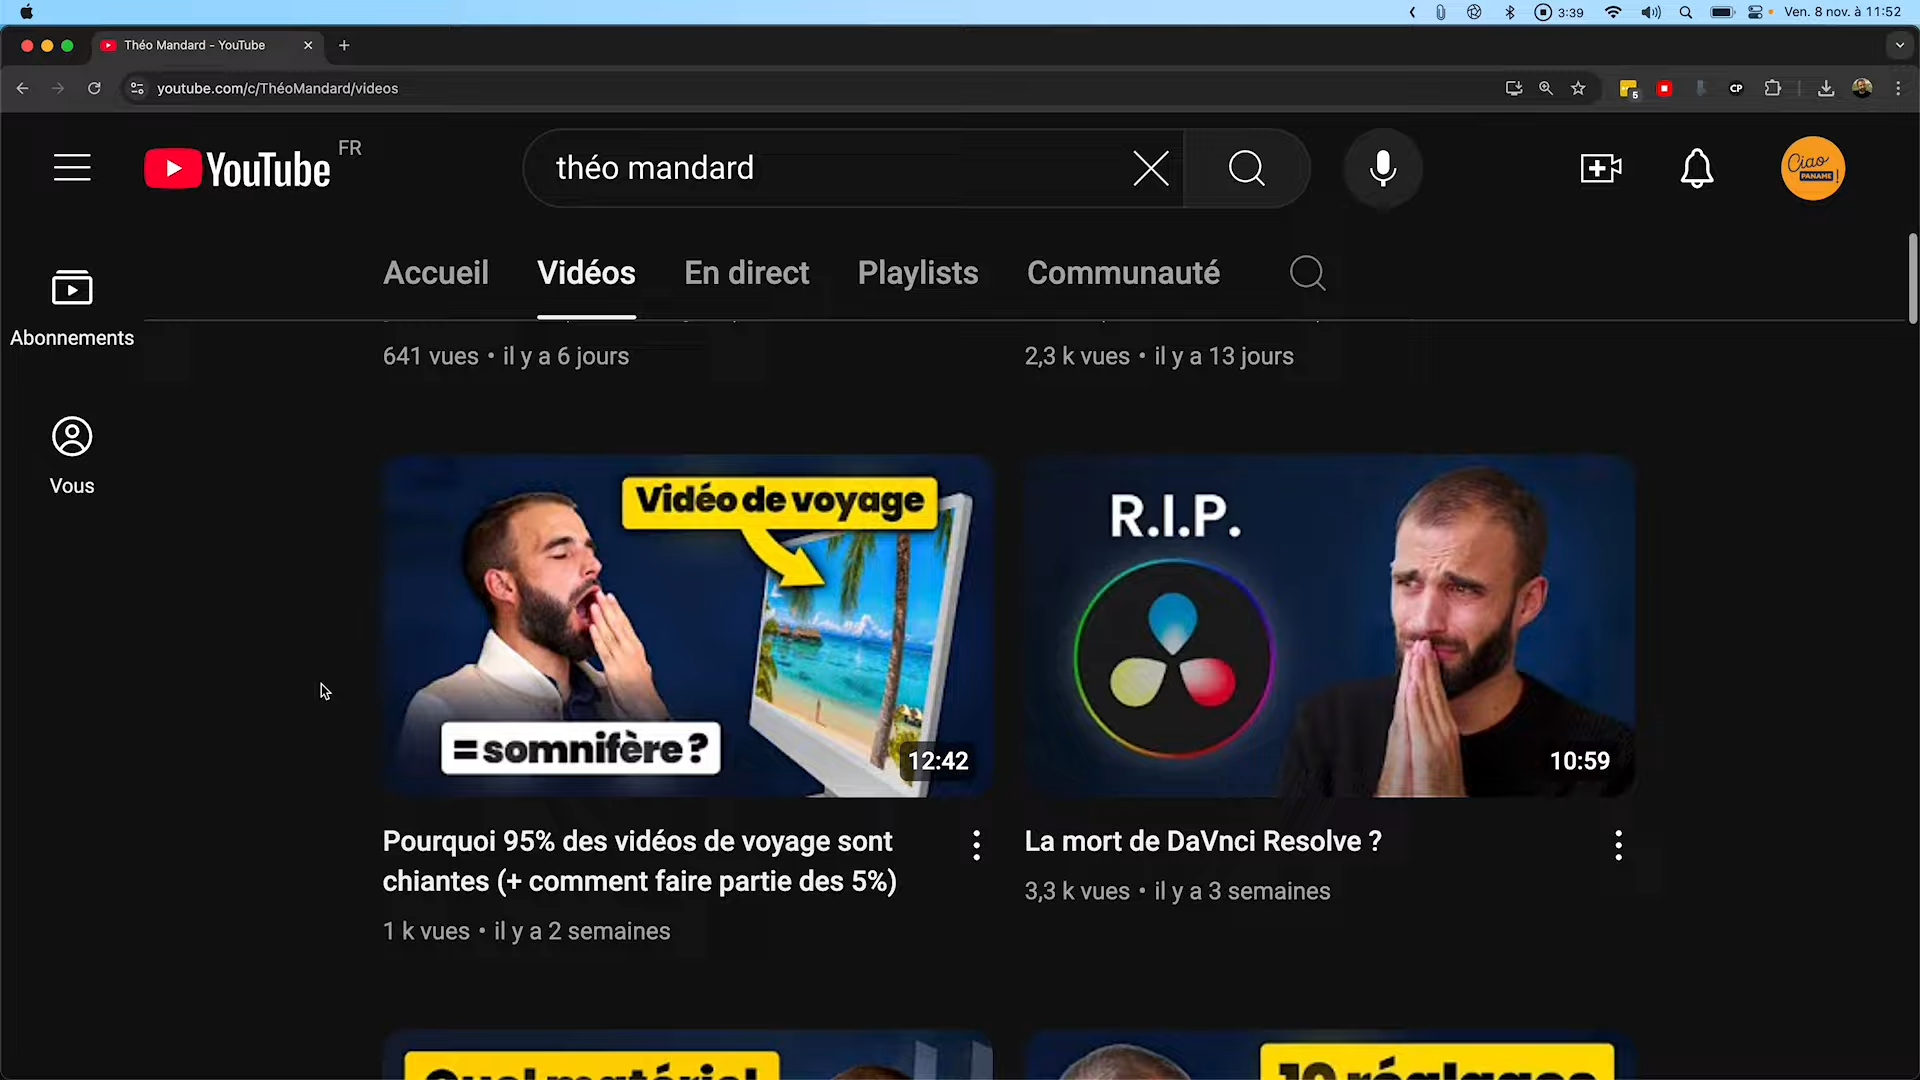 3:39
Ven. 8 nov. à 11:52
Théo Mandard - YouTube
youtube.com/c/ThéoMandard/videos
5
CP
YouTube FR
théo mandard
Ciao
PANAME!
Accueil Vidéos En direct Playlists Communauté
Abonnements
Vous
641 vues • il y a 6 jours
2,3 k vues • il y a 13 jours
Vidéo de voyage
= somnifère ?
12:42
R.I.P.
10:59
Pourquoi 95% des vidéos de voyage sont
chiantes (+ comment faire partie des 5%)
1 k vues • il y a 2 semaines
La mort de DaVnci Resolve ?
3,3 k vues • il y a 3 semaines
Quel matériel
10 réglages